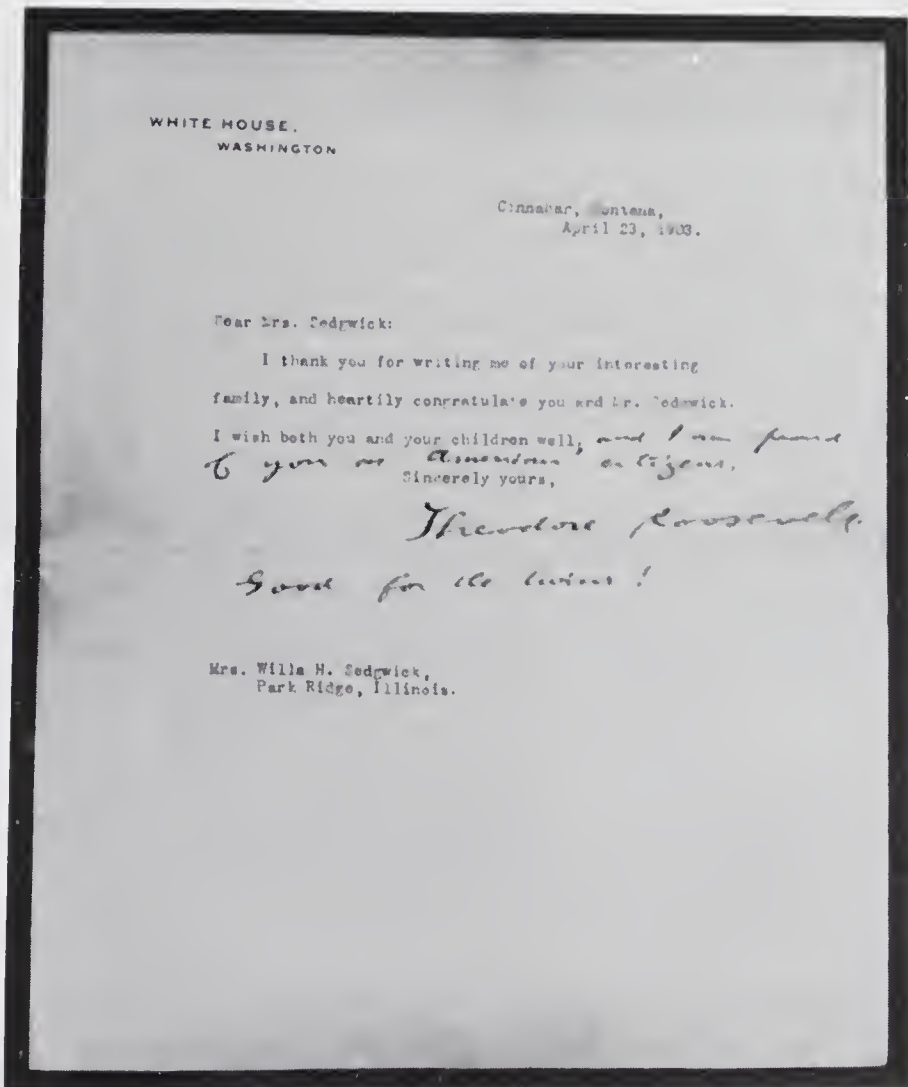 WHITE HOUSE,
WASHINGTON
Cinnabar, Montana,
April 23, 1903.
Dear Mrs. Sedgwick:
I thank you for writing me of your interesting
family, and heartily congratulate you and Mr. Sedgwick.
I wish both you and your children well, and I am proud
of you as American citizens.
Sincerely yours,
Theodore Roosevelt.
Good for the twins!
Mrs. Willa H. Sedgwick,
Park Ridge, Illinois.